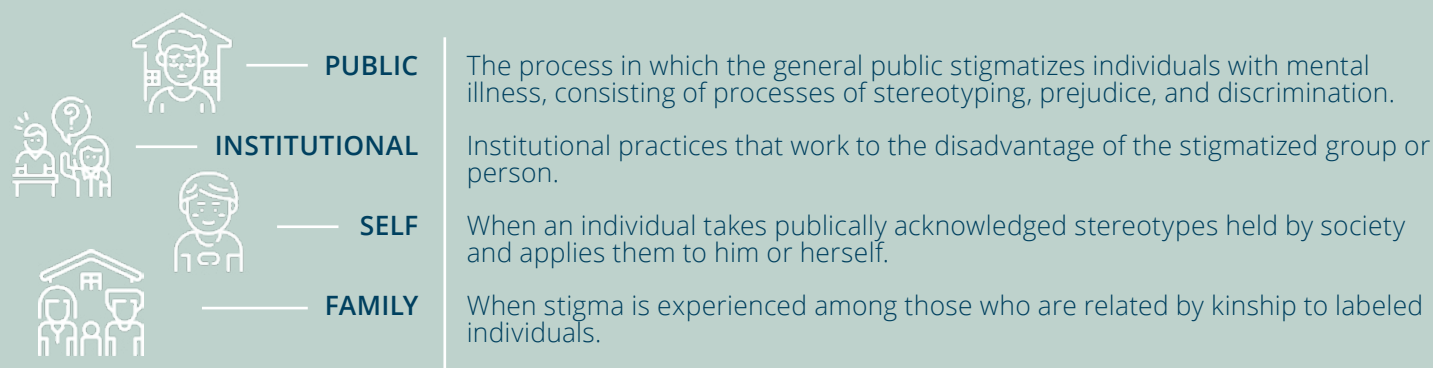 PUBLIC
The process in which the general public stigmatizes individuals with mental
illness, consisting of processes of stereotyping, prejudice, and discrimination.
INSTITUTIONAL
Institutional practices that work to the disadvantage of the stigmatized group or
person.
SELF
When an individual takes publically acknowledged stereotypes held by society
and applies them to him or herself.
FAMILY
When stigma is experienced among those who are related by kinship to labeled
individuals.